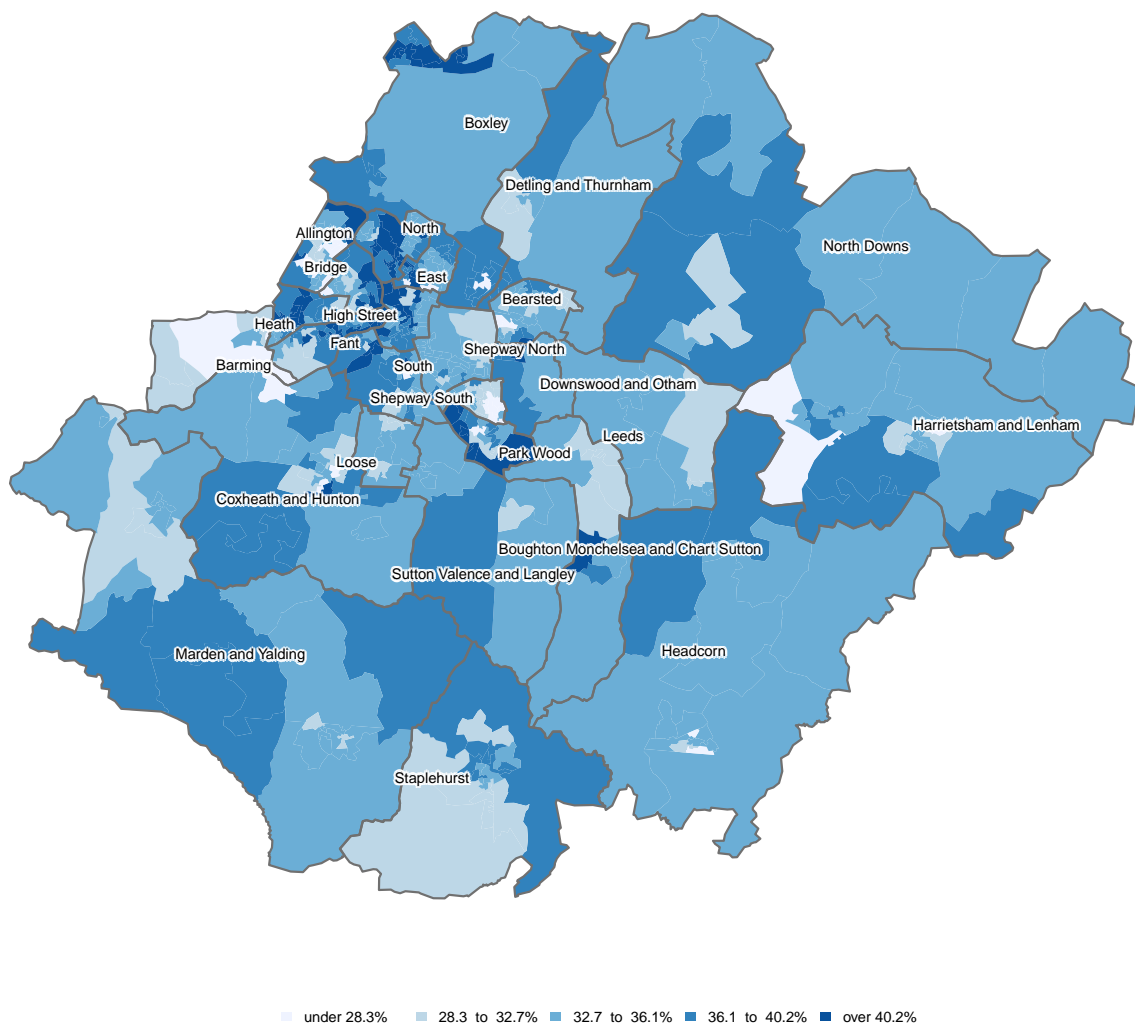 Boxley
Detling and Thurnham
Allington
North
North Downs
Bridge
East
Bearsted
Heath
High Street
Fant
Shepway North
Barming
South
Downswood and Otham
Shepway South
Harrietsham and Lenham
Leeds
Park Wood
Loose
Coxheath and Hunton
Boughton Monchelsea and Chart Sutton
Sutton Valence and Langley
Headcorn
Marden and Yalding
Staplehurst
under 28.3% 28.3 to 32.7% 32.7 to 36.1% 36.1 to 40.2% over 40.2%